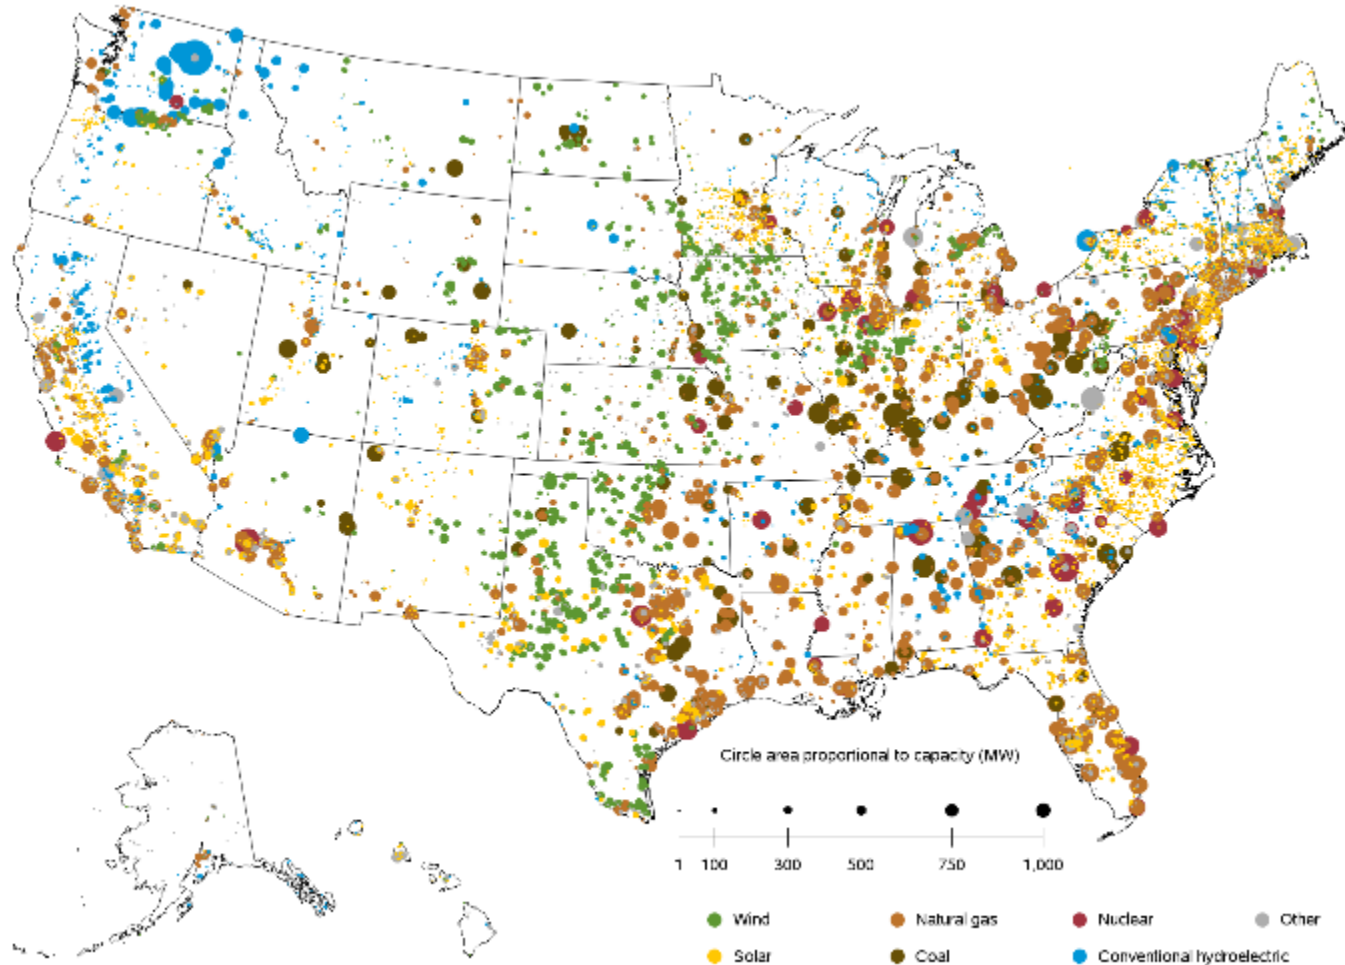 Circle area proportional to capacity (MW)
1 100 300 500 750 1,000
Wind Natural gas Nuclear Other
Solar Coal Conventional hydroelectric